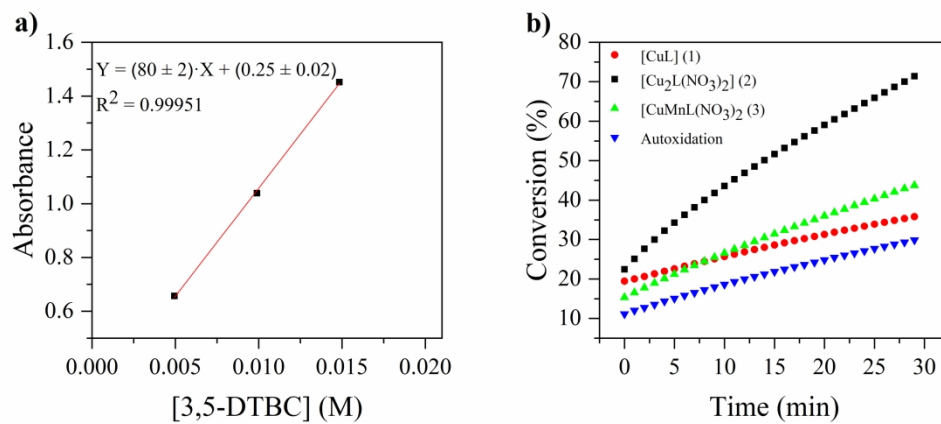 a)
1.6
1.4
1.2
1.0
0.8
0.6
Absorbance
Y = (80 ± 2)·X + (0.25 ± 0.02)
R² = 0.99951
0.000
0.005
0.010
0.015
0.020
[3,5-DTBC] (M)
b)
80
70
60
50
40
30
20
10
Conversion (%)
[CuL] (1)
[Cu₂L(NO₃)₂] (2)
[CuMnL(NO₃)₂ (3)
Autoxidation
0
5
10
15
20
25
30
Time (min)